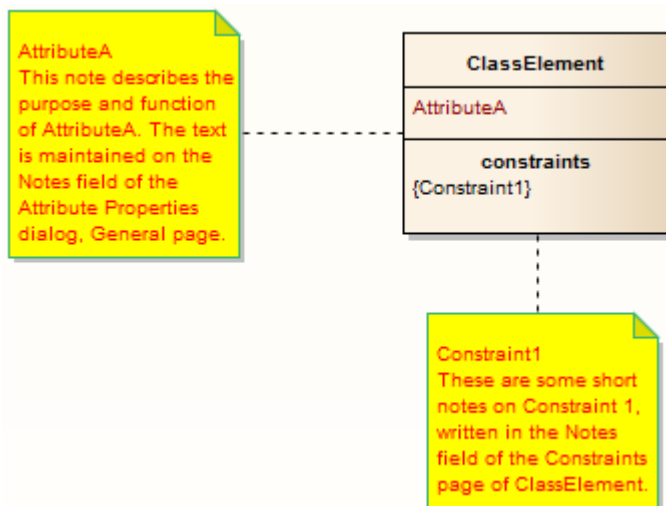 AttributeA
This note describes the
purpose and function
of AttributeA. The text
is maintained on the
Notes field of the
Attribute Properties
dialog, General page.
ClassElement
AttributeA
constraints
{Constraint1}
Constraint1
These are some short
notes on Constraint 1,
written in the Notes
field of the Constraints
page of ClassElement.